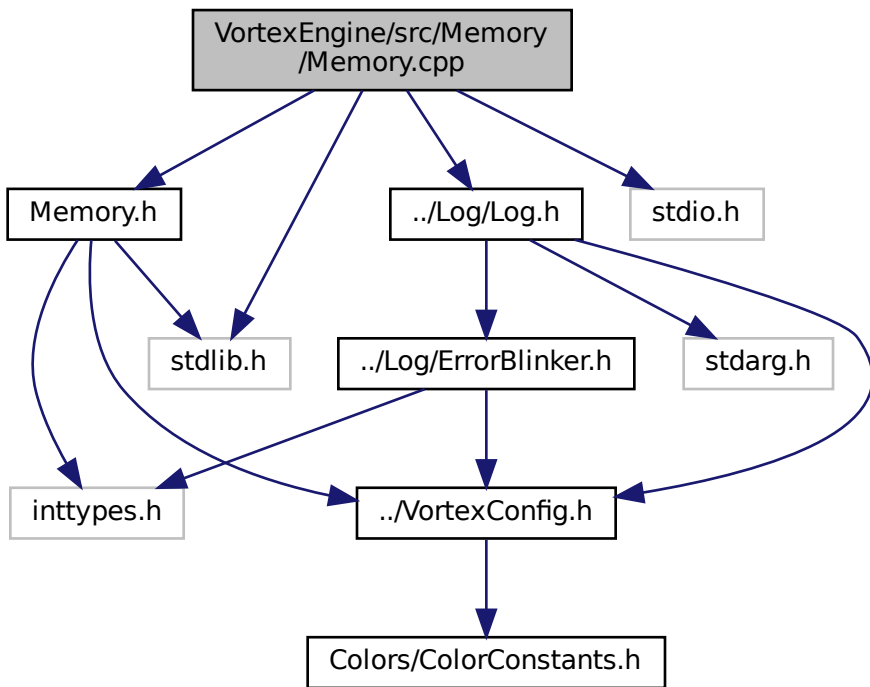 VortexEngine/src/Memory
/Memory.cpp
Memory.h
../Log/Log.h
stdio.h
stdlib.h
../Log/ErrorBlinker.h
stdarg.h
inttypes.h
../VortexConfig.h
Colors/ColorConstants.h